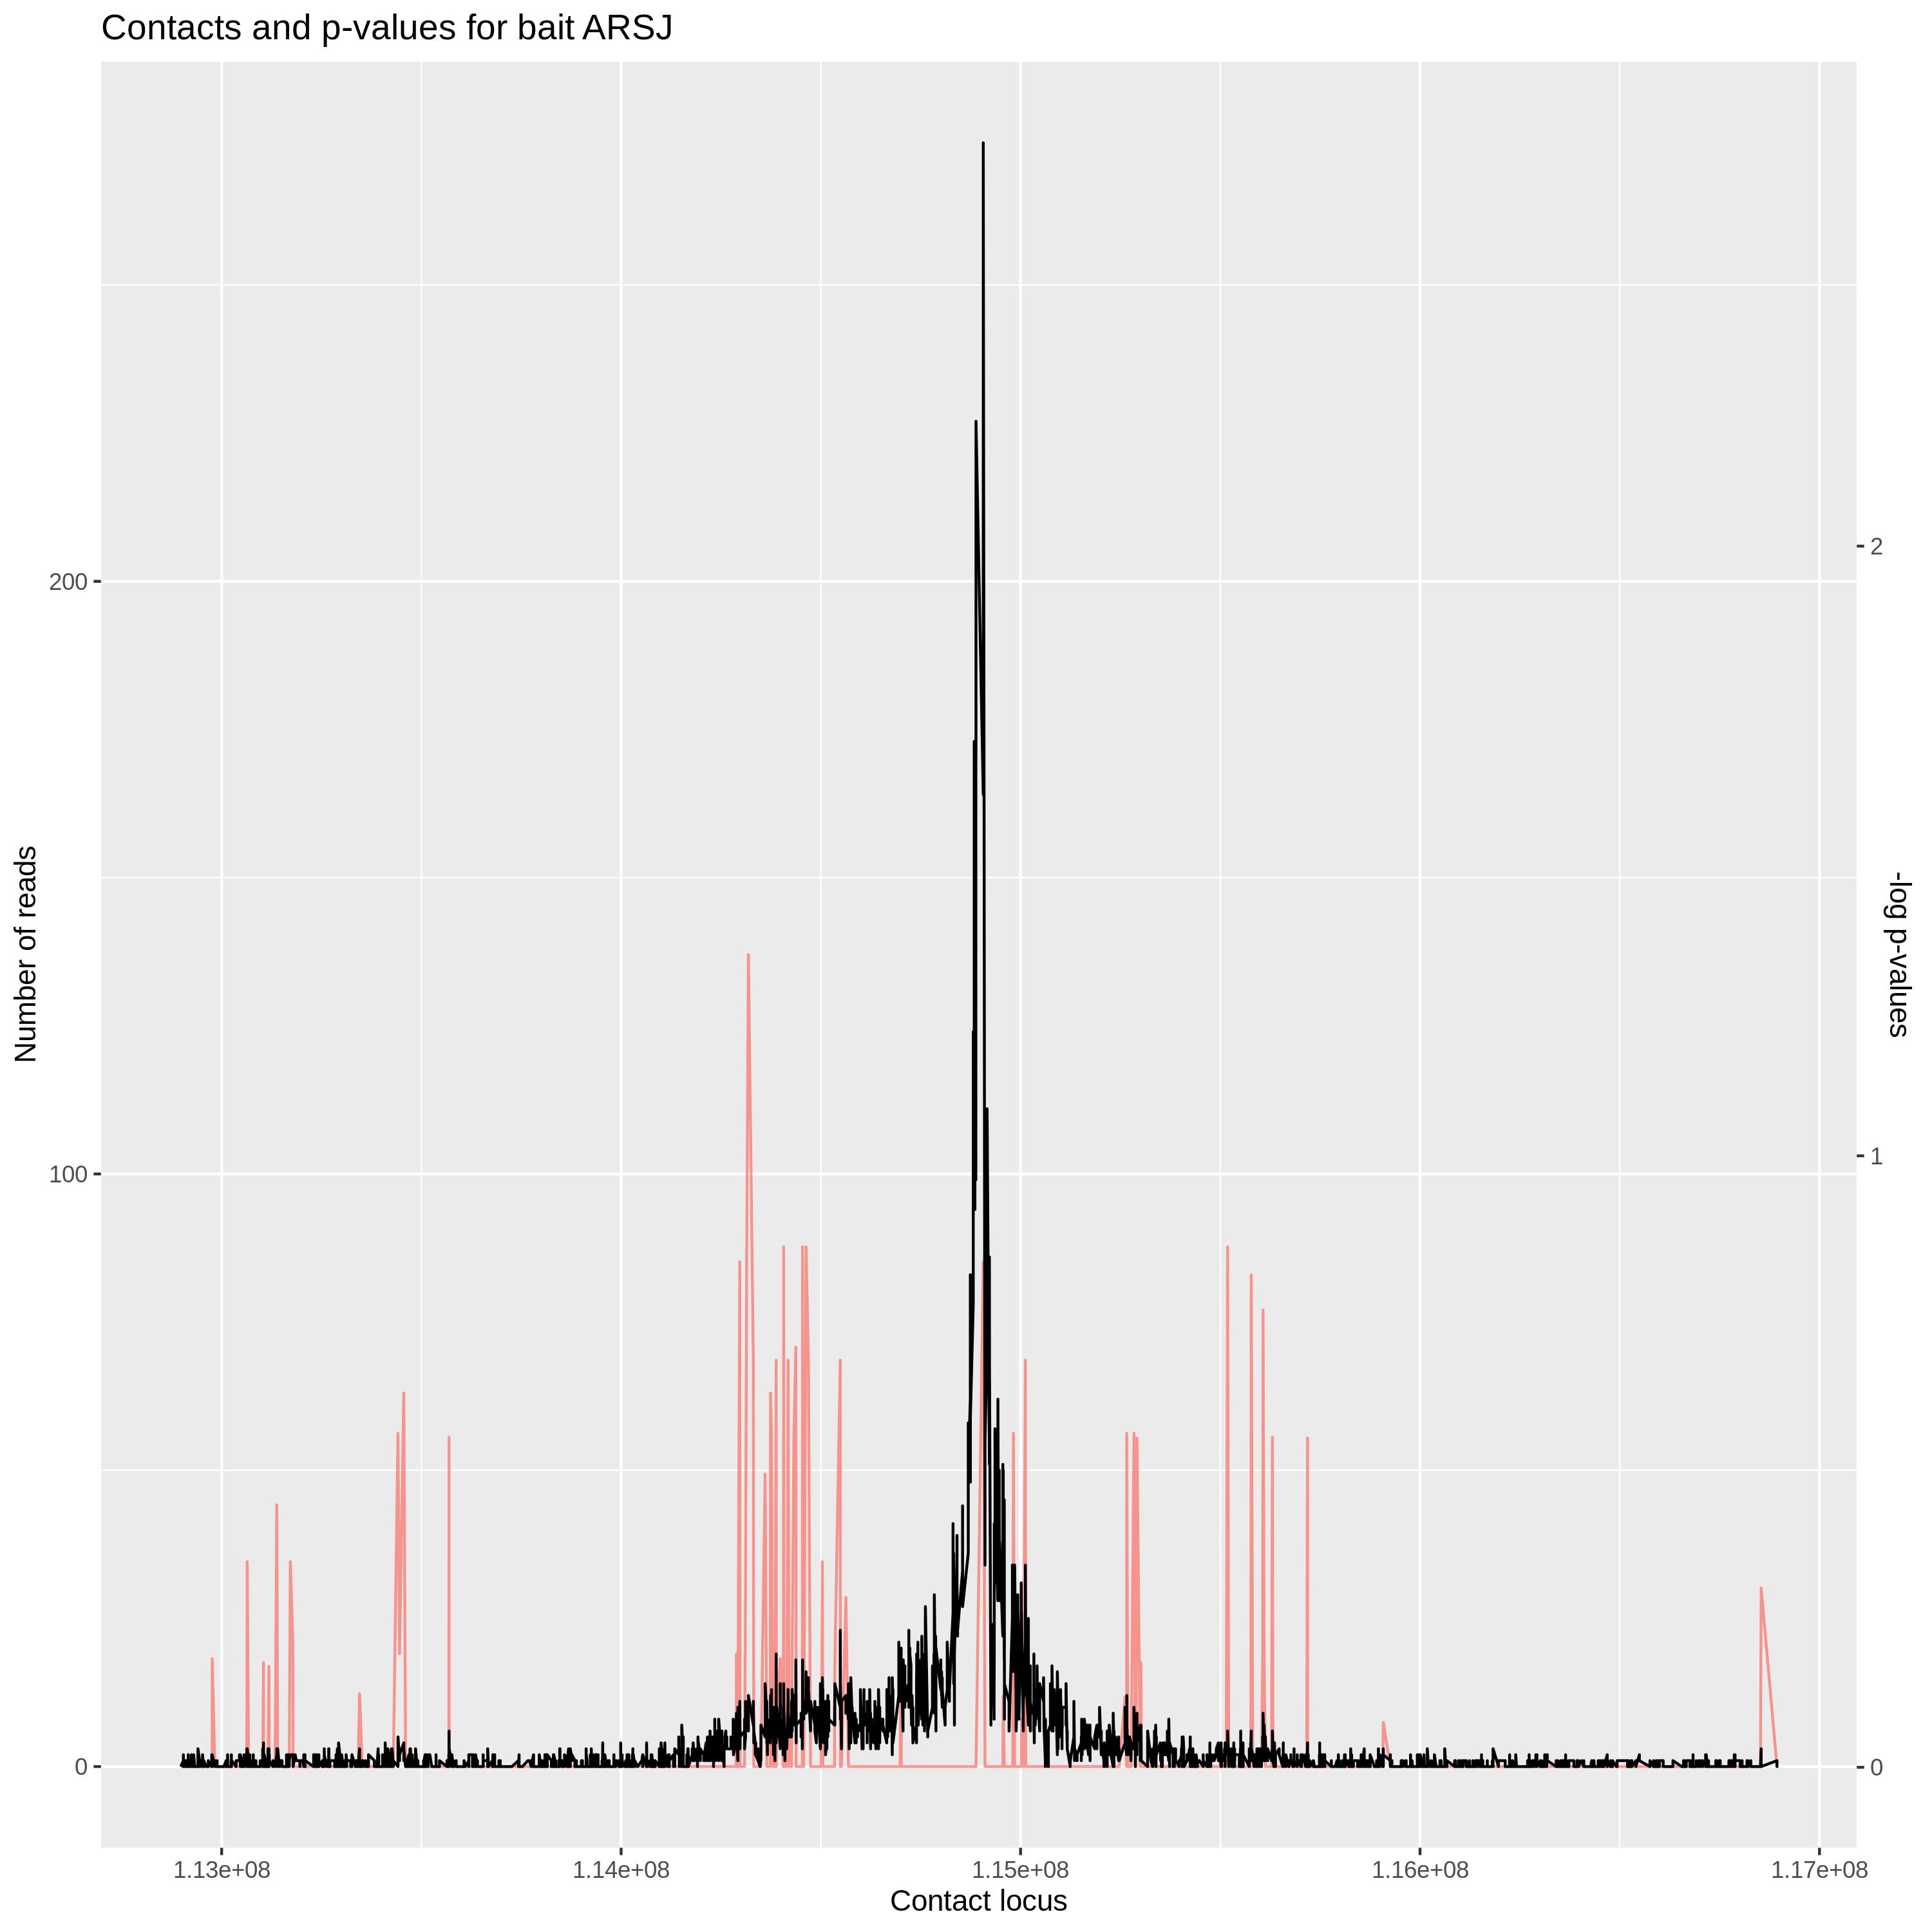 Contacts and p-values for bait ARSJ
Number of reads
200
100
0
2
1
0
-log p-values
1.13e+08 1.14e+08 1.15e+08 1.16e+08 1.17e+08
Contact locus